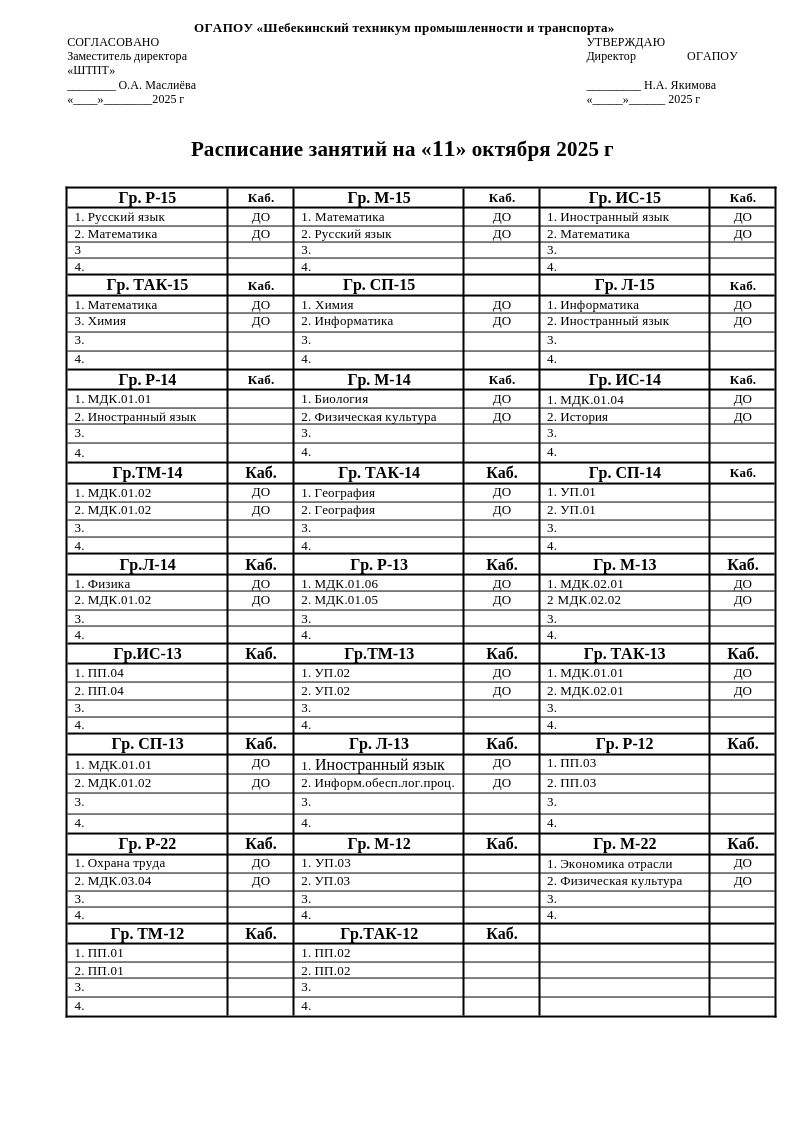 ОГАПОУ «Шебекинский техникум промышленности и транспорта»
СОГЛАСОВАНО УТВЕРЖДАЮ
Заместитель директора Директор ОГАПОУ
«ШТПТ»
________ О.А. Маслиёва _________ Н.А. Якимова
«____»________2025 г «_____»______ 2025 г
Расписание занятий на «11» октября 2025 г
Гр. Р-15 Каб. Гр. М-15 Каб. Гр. ИС-15 Каб.
1. Русский язык ДО 1. Математика ДО 1. Иностранный язык ДО
2. Математика ДО 2. Русский язык ДО 2. Математика ДО
3 3. 3.
4. 4. 4.
Гр. ТАК-15 Каб. Гр. СП-15 Гр. Л-15 Каб.
1. Математика ДО 1. Химия ДО 1. Информатика ДО
3. Химия ДО 2. Информатика ДО 2. Иностранный язык ДО
3. 3. 3.
4. 4. 4.
Гр. Р-14 Каб. Гр. М-14 Каб. Гр. ИС-14 Каб.
1. МДК.01.01 1. Биология ДО 1. МДК.01.04 ДО
2. Иностранный язык 2. Физическая культура ДО 2. История ДО
3. 3. 3.
4. 4. 4.
Гр.ТМ-14 Каб. Гр. ТАК-14 Каб. Гр. СП-14 Каб.
1. МДК.01.02 ДО 1. География ДО 1. УП.01
2. МДК.01.02 ДО 2. География ДО 2. УП.01
3. 3. 3.
4. 4. 4.
Гр.Л-14 Каб. Гр. Р-13 Каб. Гр. М-13 Каб.
1. Физика ДО 1. МДК.01.06 ДО 1. МДК.02.01 ДО
2. МДК.01.02 ДО 2. МДК.01.05 ДО 2 МДК.02.02 ДО
3. 3. 3.
4. 4. 4.
Гр.ИС-13 Каб. Гр.ТМ-13 Каб. Гр. ТАК-13 Каб.
1. ПП.04 1. УП.02 ДО 1. МДК.01.01 ДО
2. ПП.04 2. УП.02 ДО 2. МДК.02.01 ДО
3. 3. 3.
4. 4. 4.
Гр. СП-13 Каб. Гр. Л-13 Каб. Гр. Р-12 Каб.
1. МДК.01.01 ДО 1. Иностранный язык ДО 1. ПП.03
2. МДК.01.02 ДО 2. Информ.обесп.лог.проц. ДО 2. ПП.03
3. 3. 3.
4. 4. 4.
Гр. Р-22 Каб. Гр. М-12 Каб. Гр. М-22 Каб.
1. Охрана труда ДО 1. УП.03 1. Экономика отрасли ДО
2. МДК.03.04 ДО 2. УП.03 2. Физическая культура ДО
3. 3. 3.
4. 4. 4.
Гр. ТМ-12 Каб. Гр.ТАК-12 Каб.
1. ПП.01 1. ПП.02
2. ПП.01 2. ПП.02
3. 3.
4. 4.